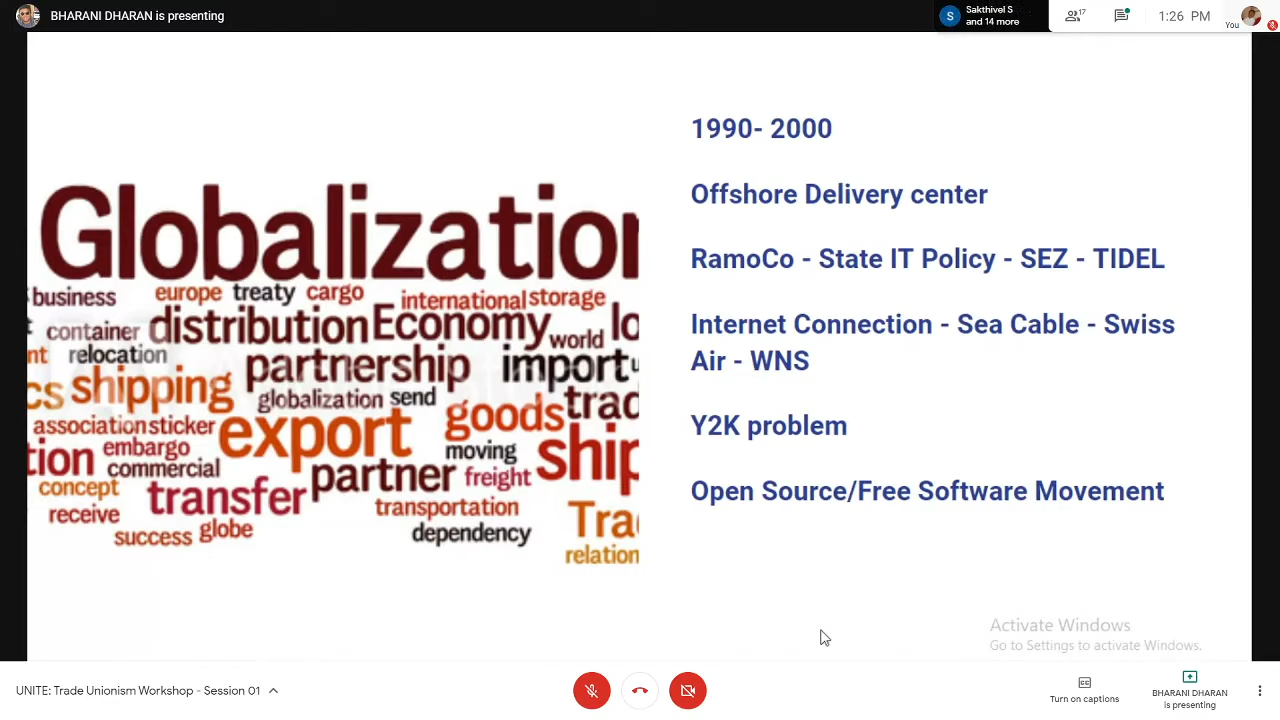 BHARANI DHARAN is presenting
S
Sakthivel S
and 14 more
17
1:26 PM
You
Globalization
business europe treaty cargo international storage
container distribution Economy world
relocation partnership import
shipping globalization send goods
association sticker export
embargo moving
commercial partner freight
concept transfer transportation
receive globe dependency
success
relation
1990- 2000
Offshore Delivery center
RamoCo - State IT Policy - SEZ - TIDEL
Internet Connection - Sea Cable - Swiss
Air - WNS
Y2K problem
Open Source/Free Software Movement
Activate Windows
Go to Settings to activate Windows.
UNITE: Trade Unionism Workshop - Session 01
Turn on captions
BHARANI DHARAN
is presenting